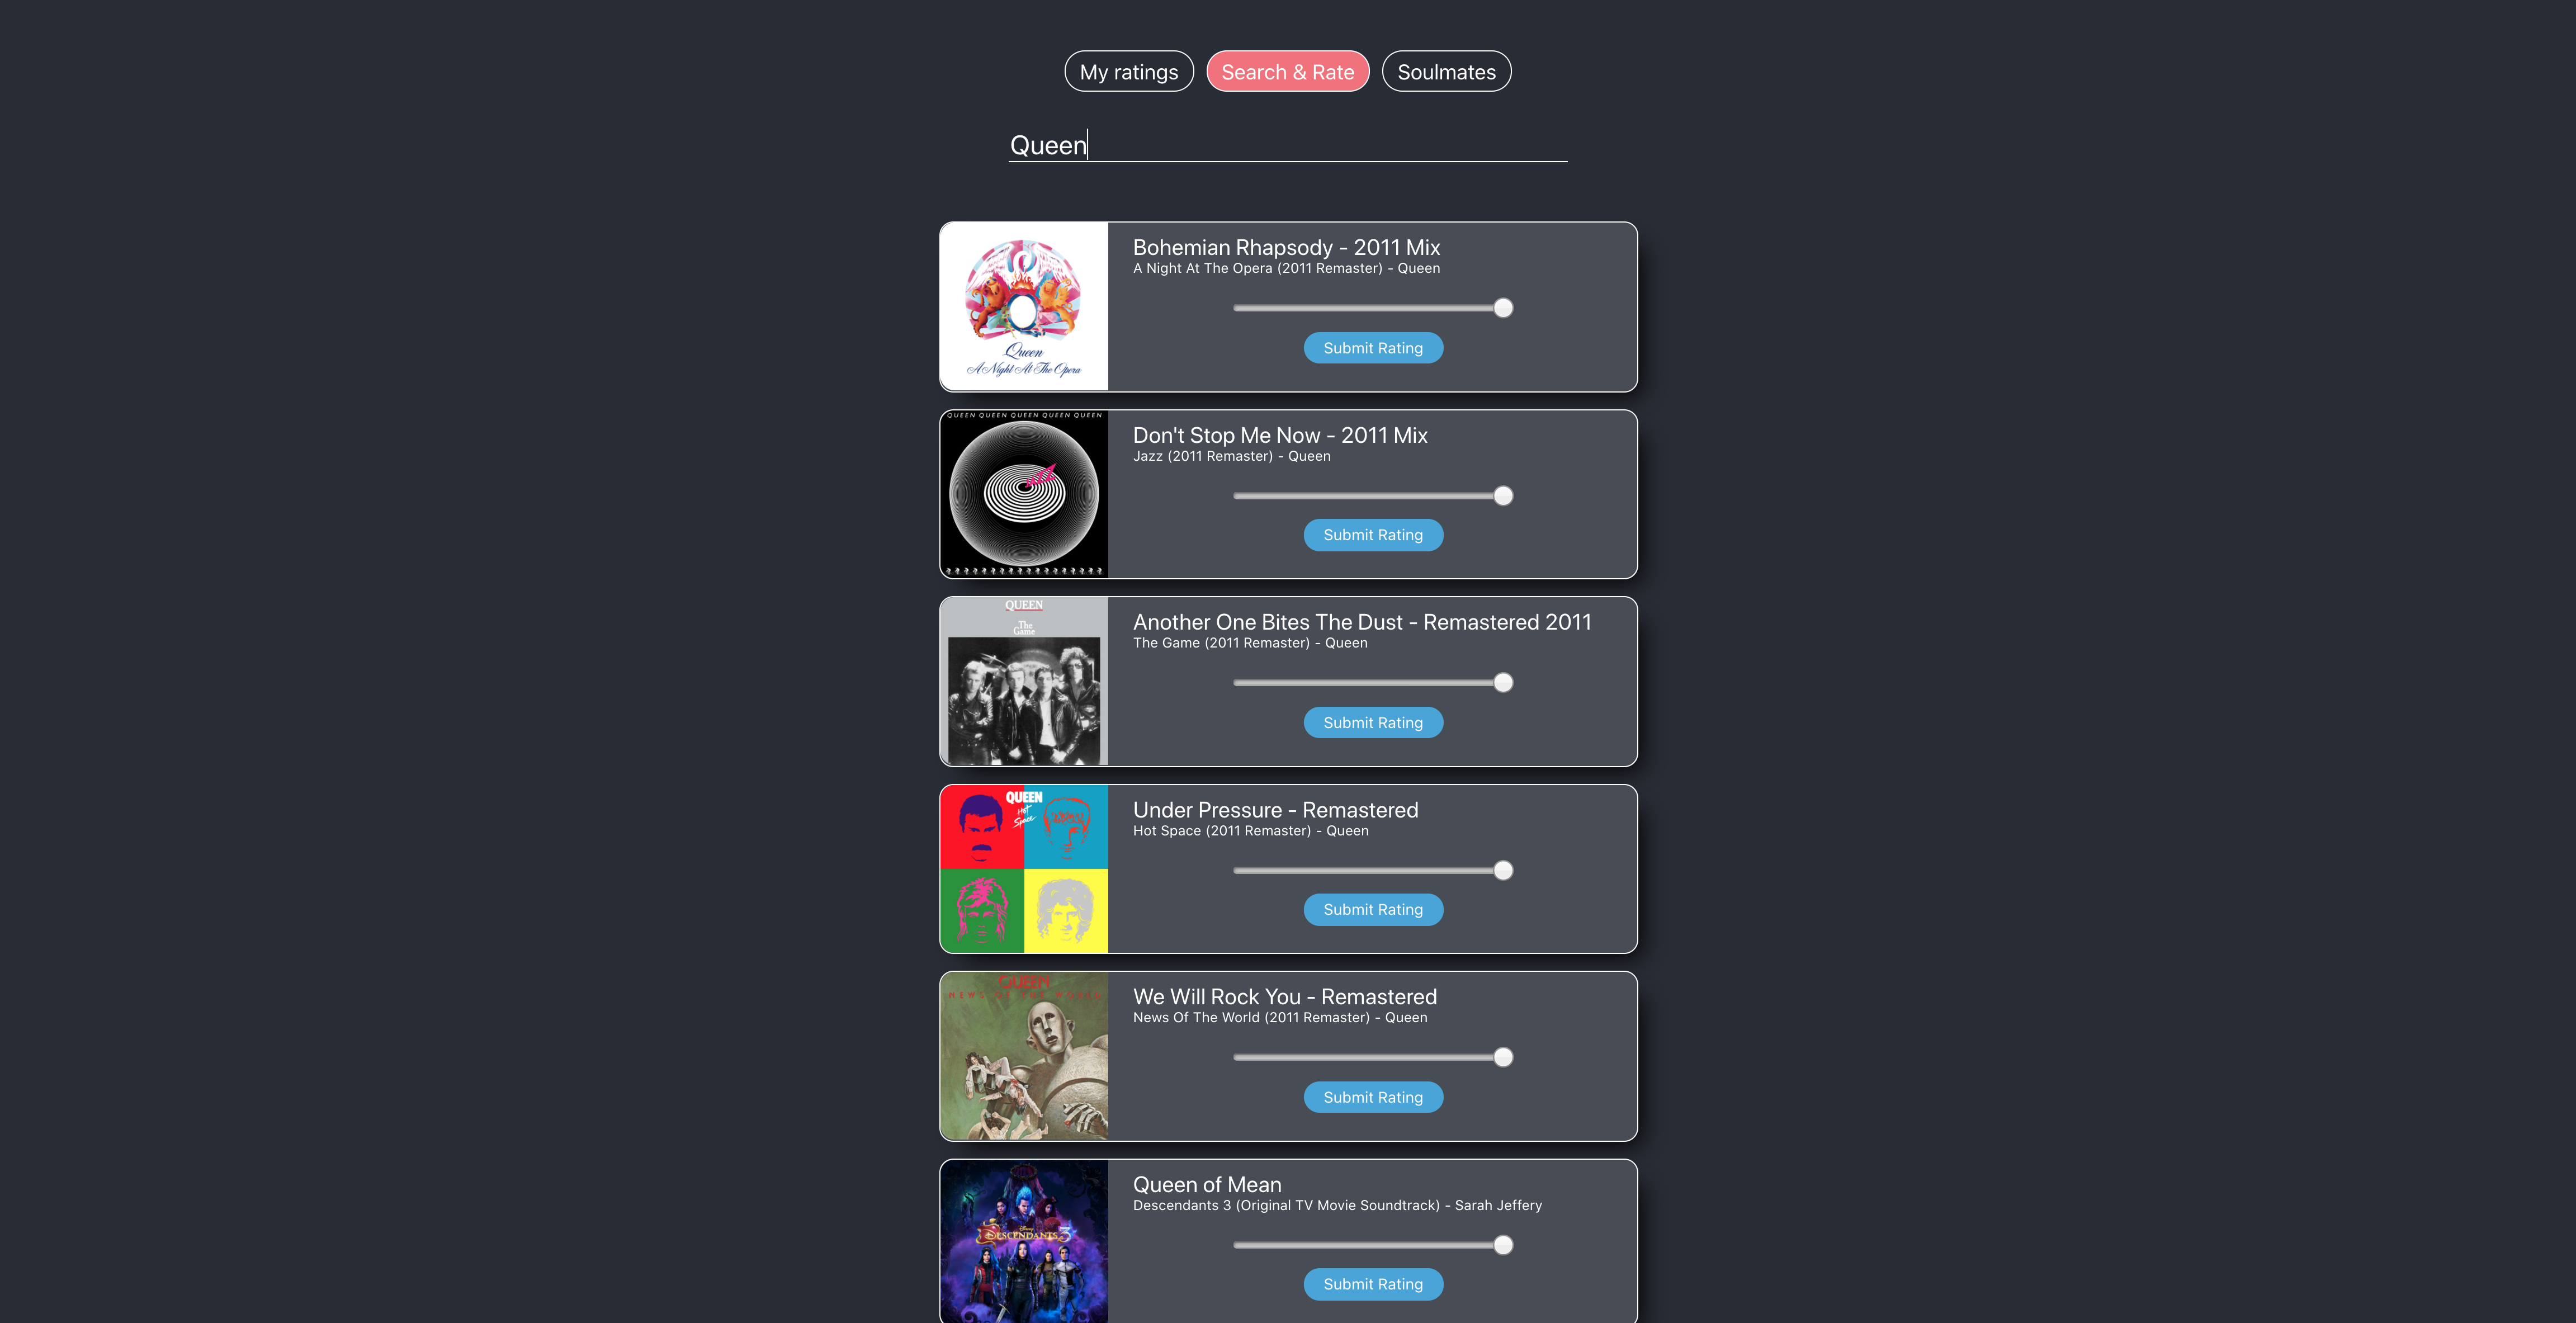 My ratings
Search & Rate
Soulmates
Queen
Queen
A Night At The Opera
Bohemian Rhapsody - 2011 Mix
A Night At The Opera (2011 Remaster) - Queen
Submit Rating
QUEEN QUEEN QUEEN QUEEN QUEEN
Don't Stop Me Now - 2011 Mix
Jazz (2011 Remaster) - Queen
Submit Rating
QUEEN
The
Game
Another One Bites The Dust - Remastered 2011
The Game (2011 Remaster) - Queen
Submit Rating
QUEEN
Hot
Space
Under Pressure - Remastered
Hot Space (2011 Remaster) - Queen
Submit Rating
QUEEN
NEWS OF THE WORLD
We Will Rock You - Remastered
News Of The World (2011 Remaster) - Queen
Submit Rating
Disney
DESCENDANTS 3
Queen of Mean
Descendants 3 (Original TV Movie Soundtrack) - Sarah Jeffery
Submit Rating